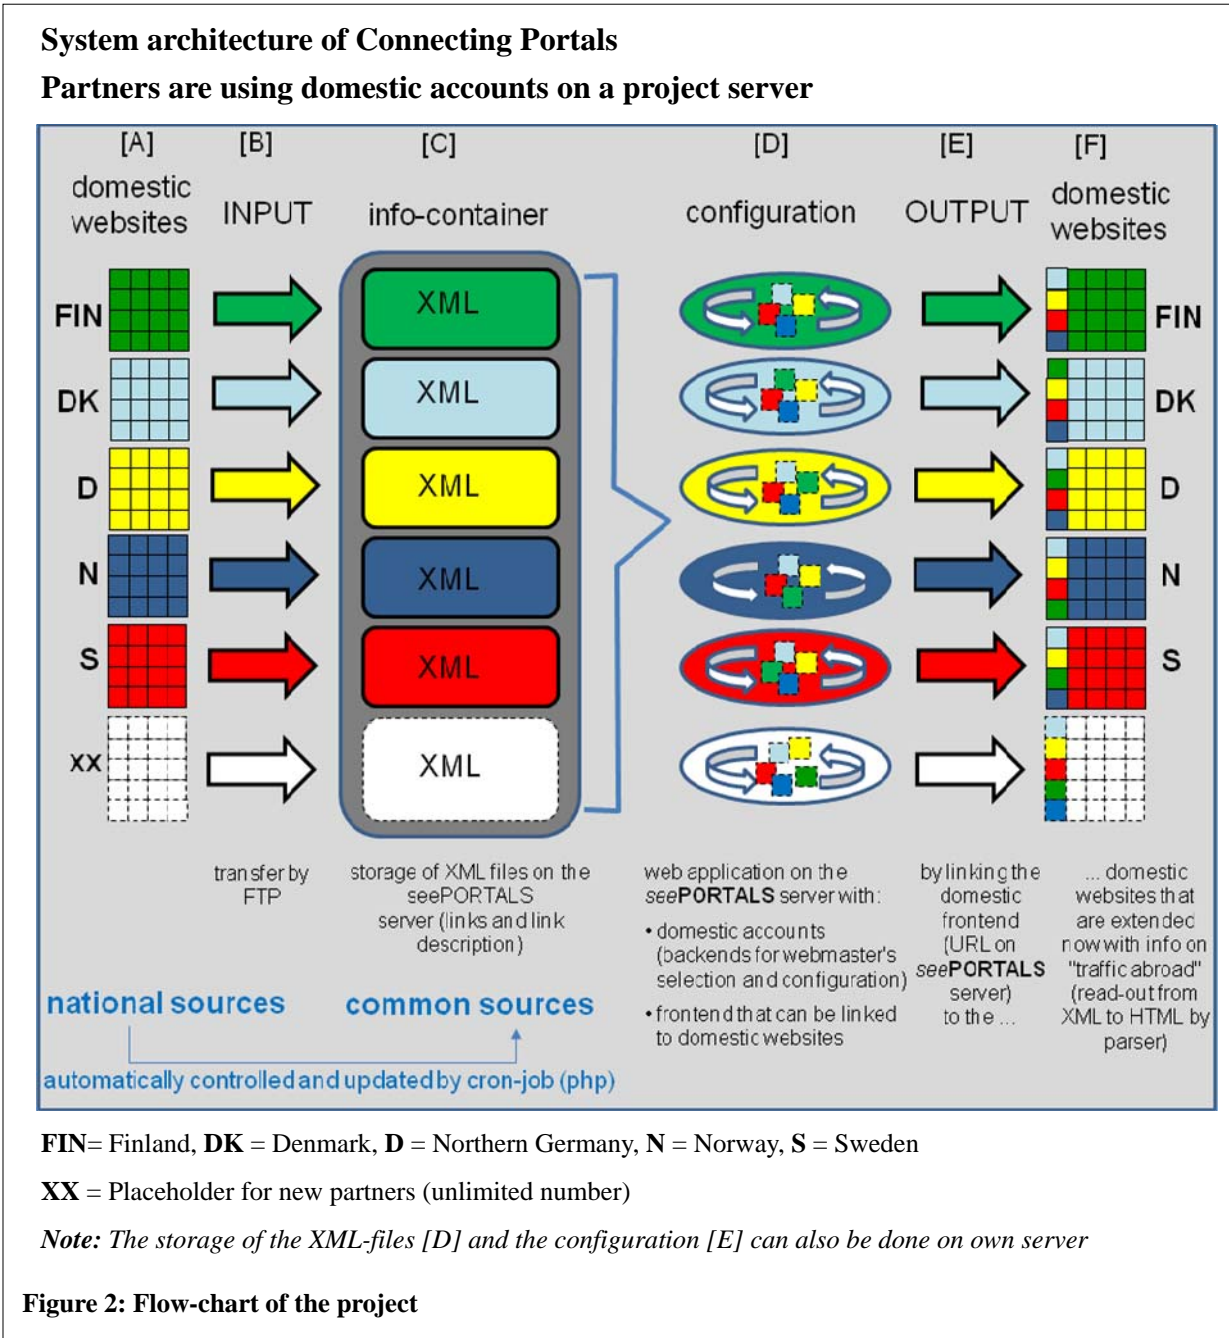 System architecture of Connecting Portals
Partners are using domestic accounts on a project server
[A] [B] [C] [D] [E] [F]
domestic
websites
INPUT
info-container
configuration
OUTPUT
domestic
websites
FIN XML FIN
DK XML DK
D XML D
N XML N
S XML S
XX XML
transfer by
FTP
storage of XML files on the
seePORTALS
server (links and link
description)
web application on the
seePORTALS server with:
• domestic accounts
(backends for webmaster's
selection and configuration)
• frontend that can be linked
to domestic websites
by linking the
domestic
frontend
(URL on
seePORTALS
server)
to the ...
... domestic
websites that
are extended
now with info on
"traffic abroad"
(read-out from
XML to HTML by
parser)
national sources
common sources
automatically controlled and updated by cron-job (php)
FIN= Finland, DK = Denmark, D = Northern Germany, N = Norway, S = Sweden
XX = Placeholder for new partners (unlimited number)
Note: The storage of the XML-files [D] and the configuration [E] can also be done on own server
Figure 2: Flow-chart of the project